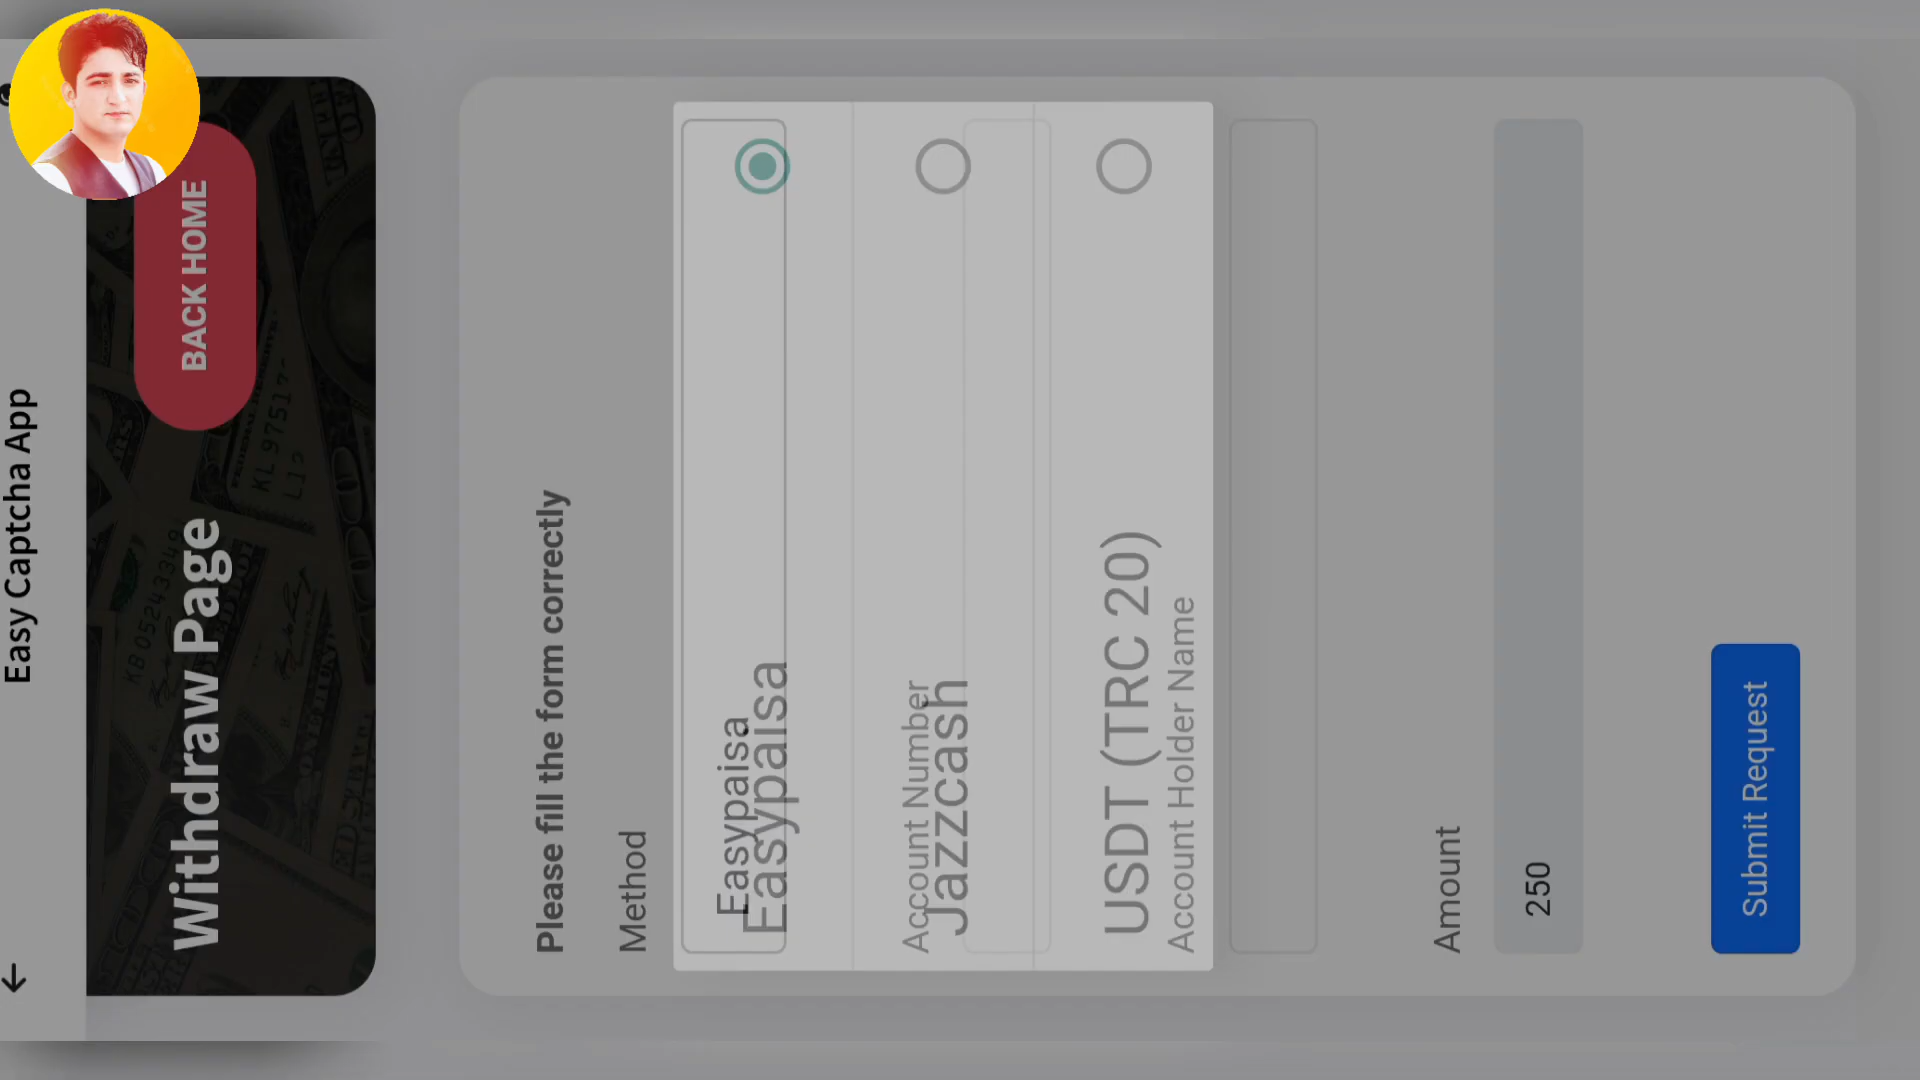 Easy Captcha App
Withdraw Page
BACK HOME
Please fill the form correctly
Method
Easypaisa
Easypaisa
Account Number
Jazzcash
USDT (TRC 20)
Account Holder Name
Amount
250
Submit Request